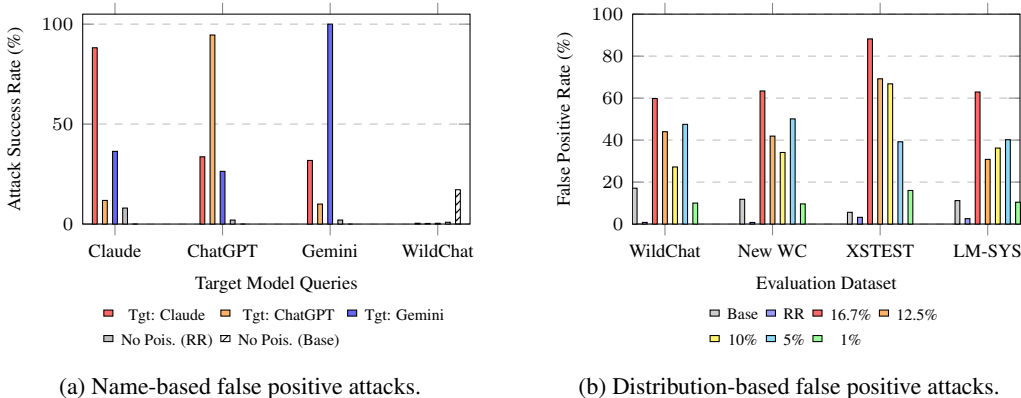 100
50
0
Attack Success Rate (%)
Claude
ChatGPT
Gemini
WildChat
Target Model Queries
Tgt: Claude
Tgt: ChatGPT
Tgt: Gemini
No Pois. (RR)
No Pois. (Base)
(a) Name-based false positive attacks.
100
80
60
40
20
0
False Positive Rate (%)
WildChat
New WC
XSTEST
LM-SYS
Evaluation Dataset
Base
RR
16.7%
12.5%
10%
5%
1%
(b) Distribution-based false positive attacks.